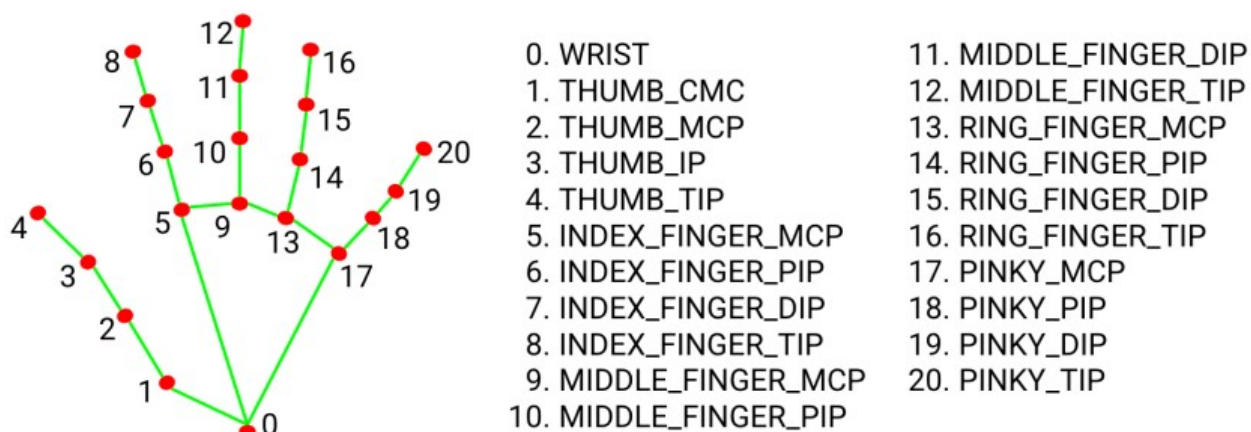 12
16
8
11
7
15
10
6
14
20
19
4
5
9
13
18
3
17
2
1
0
0. WRIST
1. THUMB_CMC
2. THUMB_MCP
3. THUMB_IP
4. THUMB_TIP
5. INDEX_FINGER_MCP
6. INDEX_FINGER_PIP
7. INDEX_FINGER_DIP
8. INDEX_FINGER_TIP
9. MIDDLE_FINGER_MCP
10. MIDDLE_FINGER_PIP
11. MIDDLE_FINGER_DIP
12. MIDDLE_FINGER_TIP
13. RING_FINGER_MCP
14. RING_FINGER_PIP
15. RING_FINGER_DIP
16. RING_FINGER_TIP
17. PINKY_MCP
18. PINKY_PIP
19. PINKY_DIP
20. PINKY_TIP